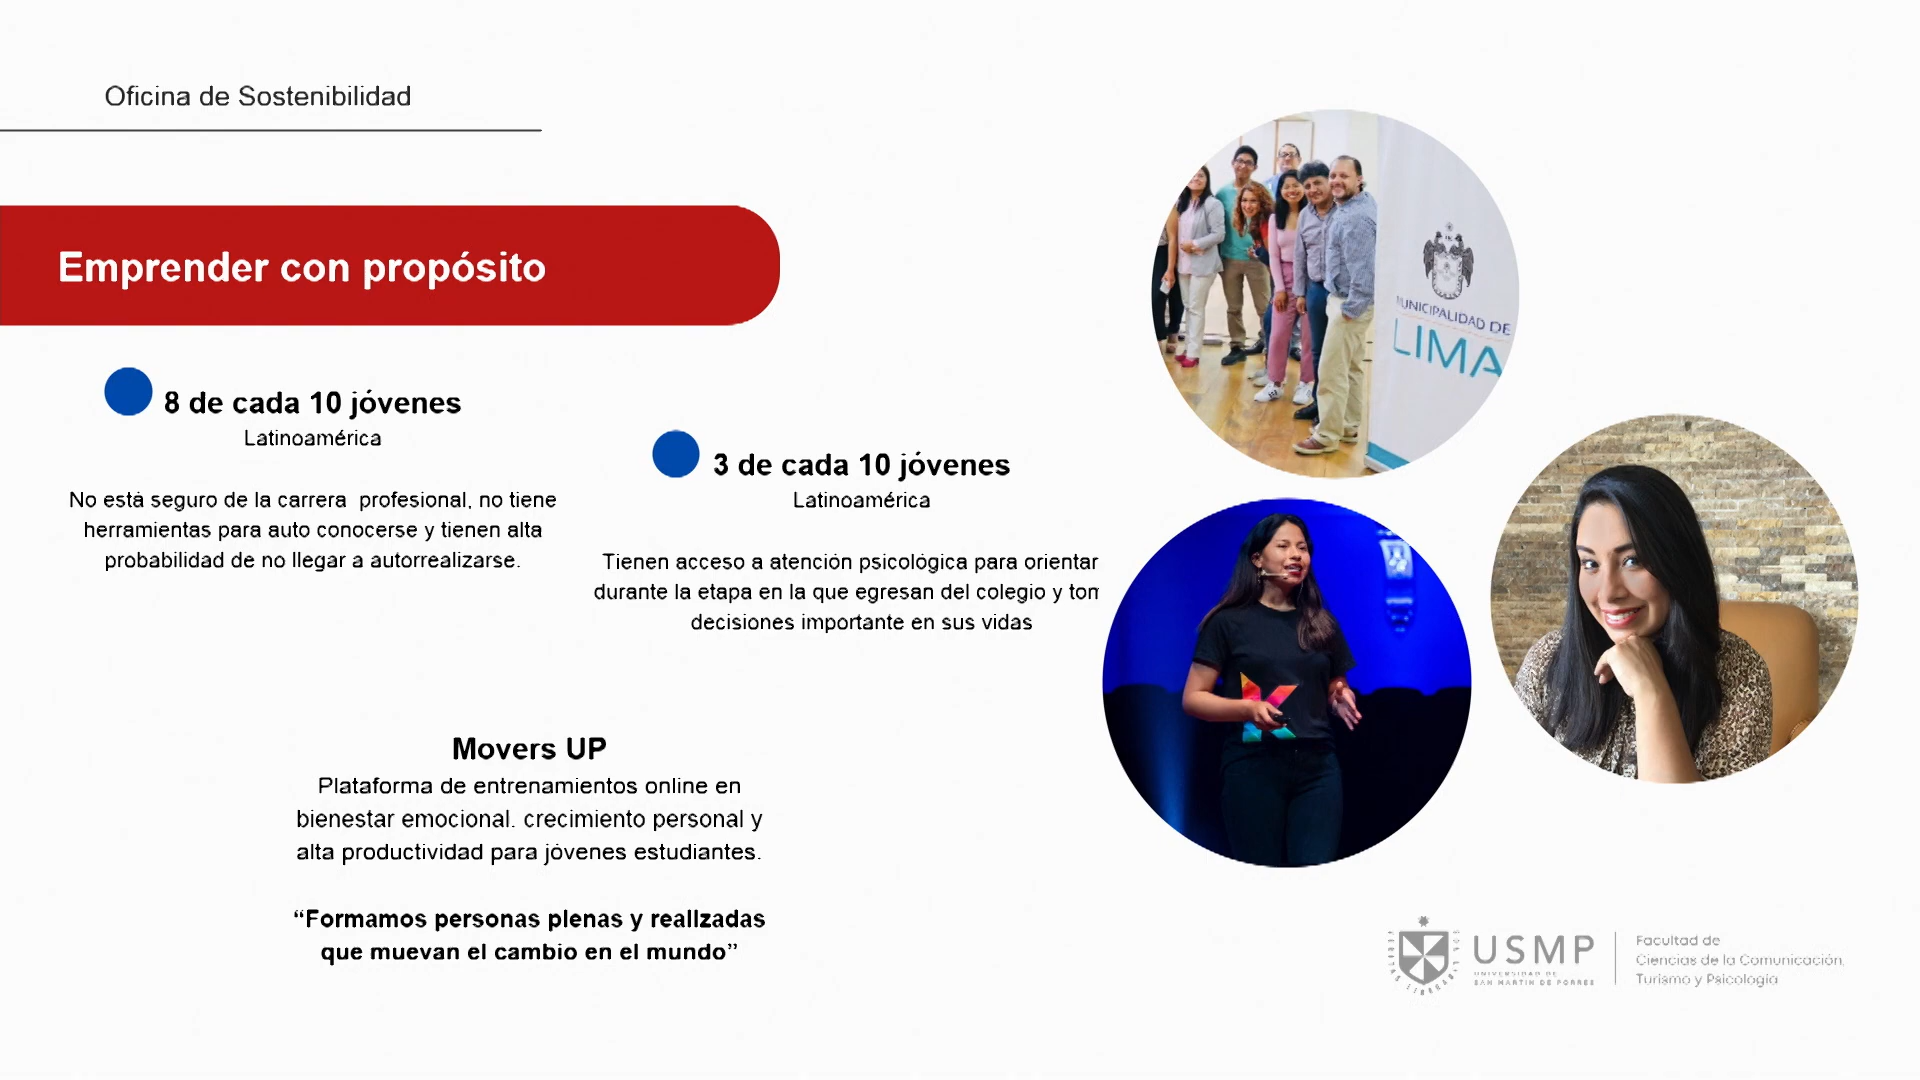 Oficina de Sostenibilidad
Emprender con propósito
8 de cada 10 jóvenes
Latinoamérica
No está seguro de la carrera profesional, no tiene
herramientas para auto conocerse y tienen alta
probabilidad de no llegar a autorrealizarse.
3 de cada 10 jóvenes
Latinoamérica
Tienen acceso a atención psicológica para orientar
durante la etapa en la que egresan del colegio y tom
decisiones importante en sus vidas
Movers UP
Plataforma de entrenamientos online en
bienestar emocional. crecimiento personal y
alta productividad para jóvenes estudiantes.
“Formamos personas plenas y realizadas
que muevan el cambio en el mundo”
MUNICIPALIDAD DE
LIMA
K
USMP
UNIVERSIDAD DE
SAN MARTIN DE PORRES
Facultad de
Ciencias de la Comunicación,
Turismo y Psicología